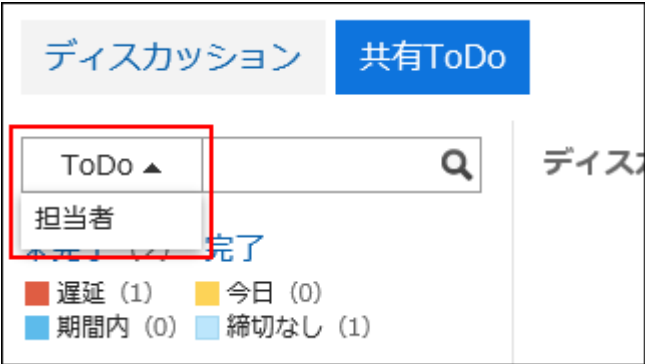 ディスカッション 共有ToDo
ToDo ▲ ディスカ
担当者
(2) 完了
遅延 (1) 今日 (0)
期間内 (0) 締切なし (1)